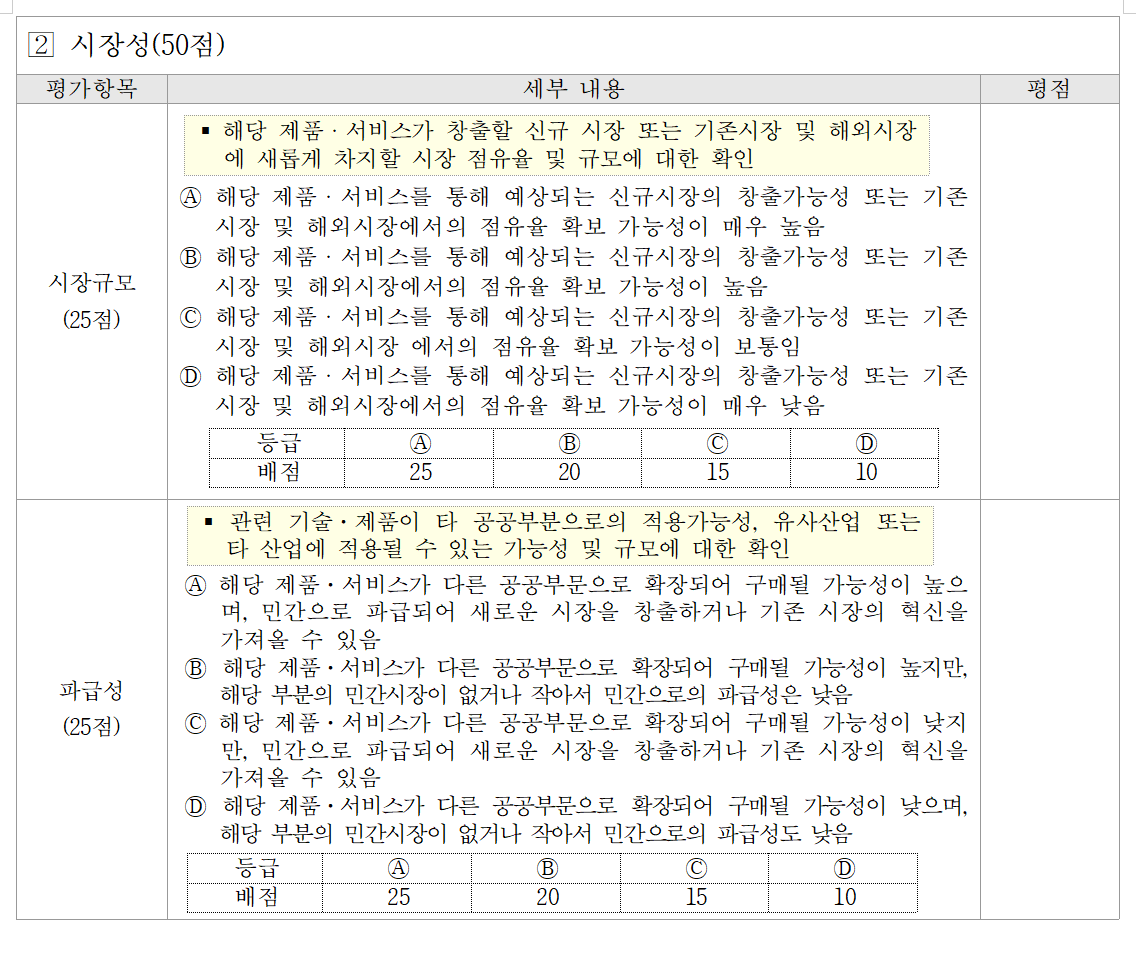 2 시장성(50점)
평가항목 세부 내용 평점
▪ 해당 제품·서비스가 창출할 신규 시장 또는 기존시장 및 해외시장
에 새롭게 차지할 시장 점유율 및 규모에 대한 확인
Ⓐ 해당 제품·서비스를 통해 예상되는 신규시장의 창출가능성 또는 기존
시장 및 해외시장에서의 점유율 확보 가능성이 매우 높음
Ⓑ 해당 제품·서비스를 통해 예상되는 신규시장의 창출가능성 또는 기존
시장 및 해외시장에서의 점유율 확보 가능성이 높음
시장규모
(25점)
Ⓒ 해당 제품·서비스를 통해 예상되는 신규시장의 창출가능성 또는 기존
시장 및 해외시장 에서의 점유율 확보 가능성이 보통임
Ⓓ 해당 제품·서비스를 통해 예상되는 신규시장의 창출가능성 또는 기존
시장 및 해외시장에서의 점유율 확보 가능성이 매우 낮음
등급 Ⓐ Ⓑ Ⓒ Ⓓ
배점 25 20 15 10
▪ 관련 기술·제품이 타 공공부분으로의 적용가능성, 유사산업 또는
타 산업에 적용될 수 있는 가능성 및 규모에 대한 확인
Ⓐ 해당 제품·서비스가 다른 공공부문으로 확장되어 구매될 가능성이 높으
며, 민간으로 파급되어 새로운 시장을 창출하거나 기존 시장의 혁신을
가져올 수 있음
Ⓑ 해당 제품·서비스가 다른 공공부문으로 확장되어 구매될 가능성이 높지만,
해당 부분의 민간시장이 없거나 작아서 민간으로의 파급성은 낮음
파급성
(25점)
Ⓒ 해당 제품·서비스가 다른 공공부문으로 확장되어 구매될 가능성이 낮지
만, 민간으로 파급되어 새로운 시장을 창출하거나 기존 시장의 혁신을
가져올 수 있음
Ⓓ 해당 제품·서비스가 다른 공공부문으로 확장되어 구매될 가능성이 낮으며,
해당 부분의 민간시장이 없거나 작아서 민간으로의 파급성도 낮음
등급 Ⓐ Ⓑ Ⓒ Ⓓ
배점 25 20 15 10